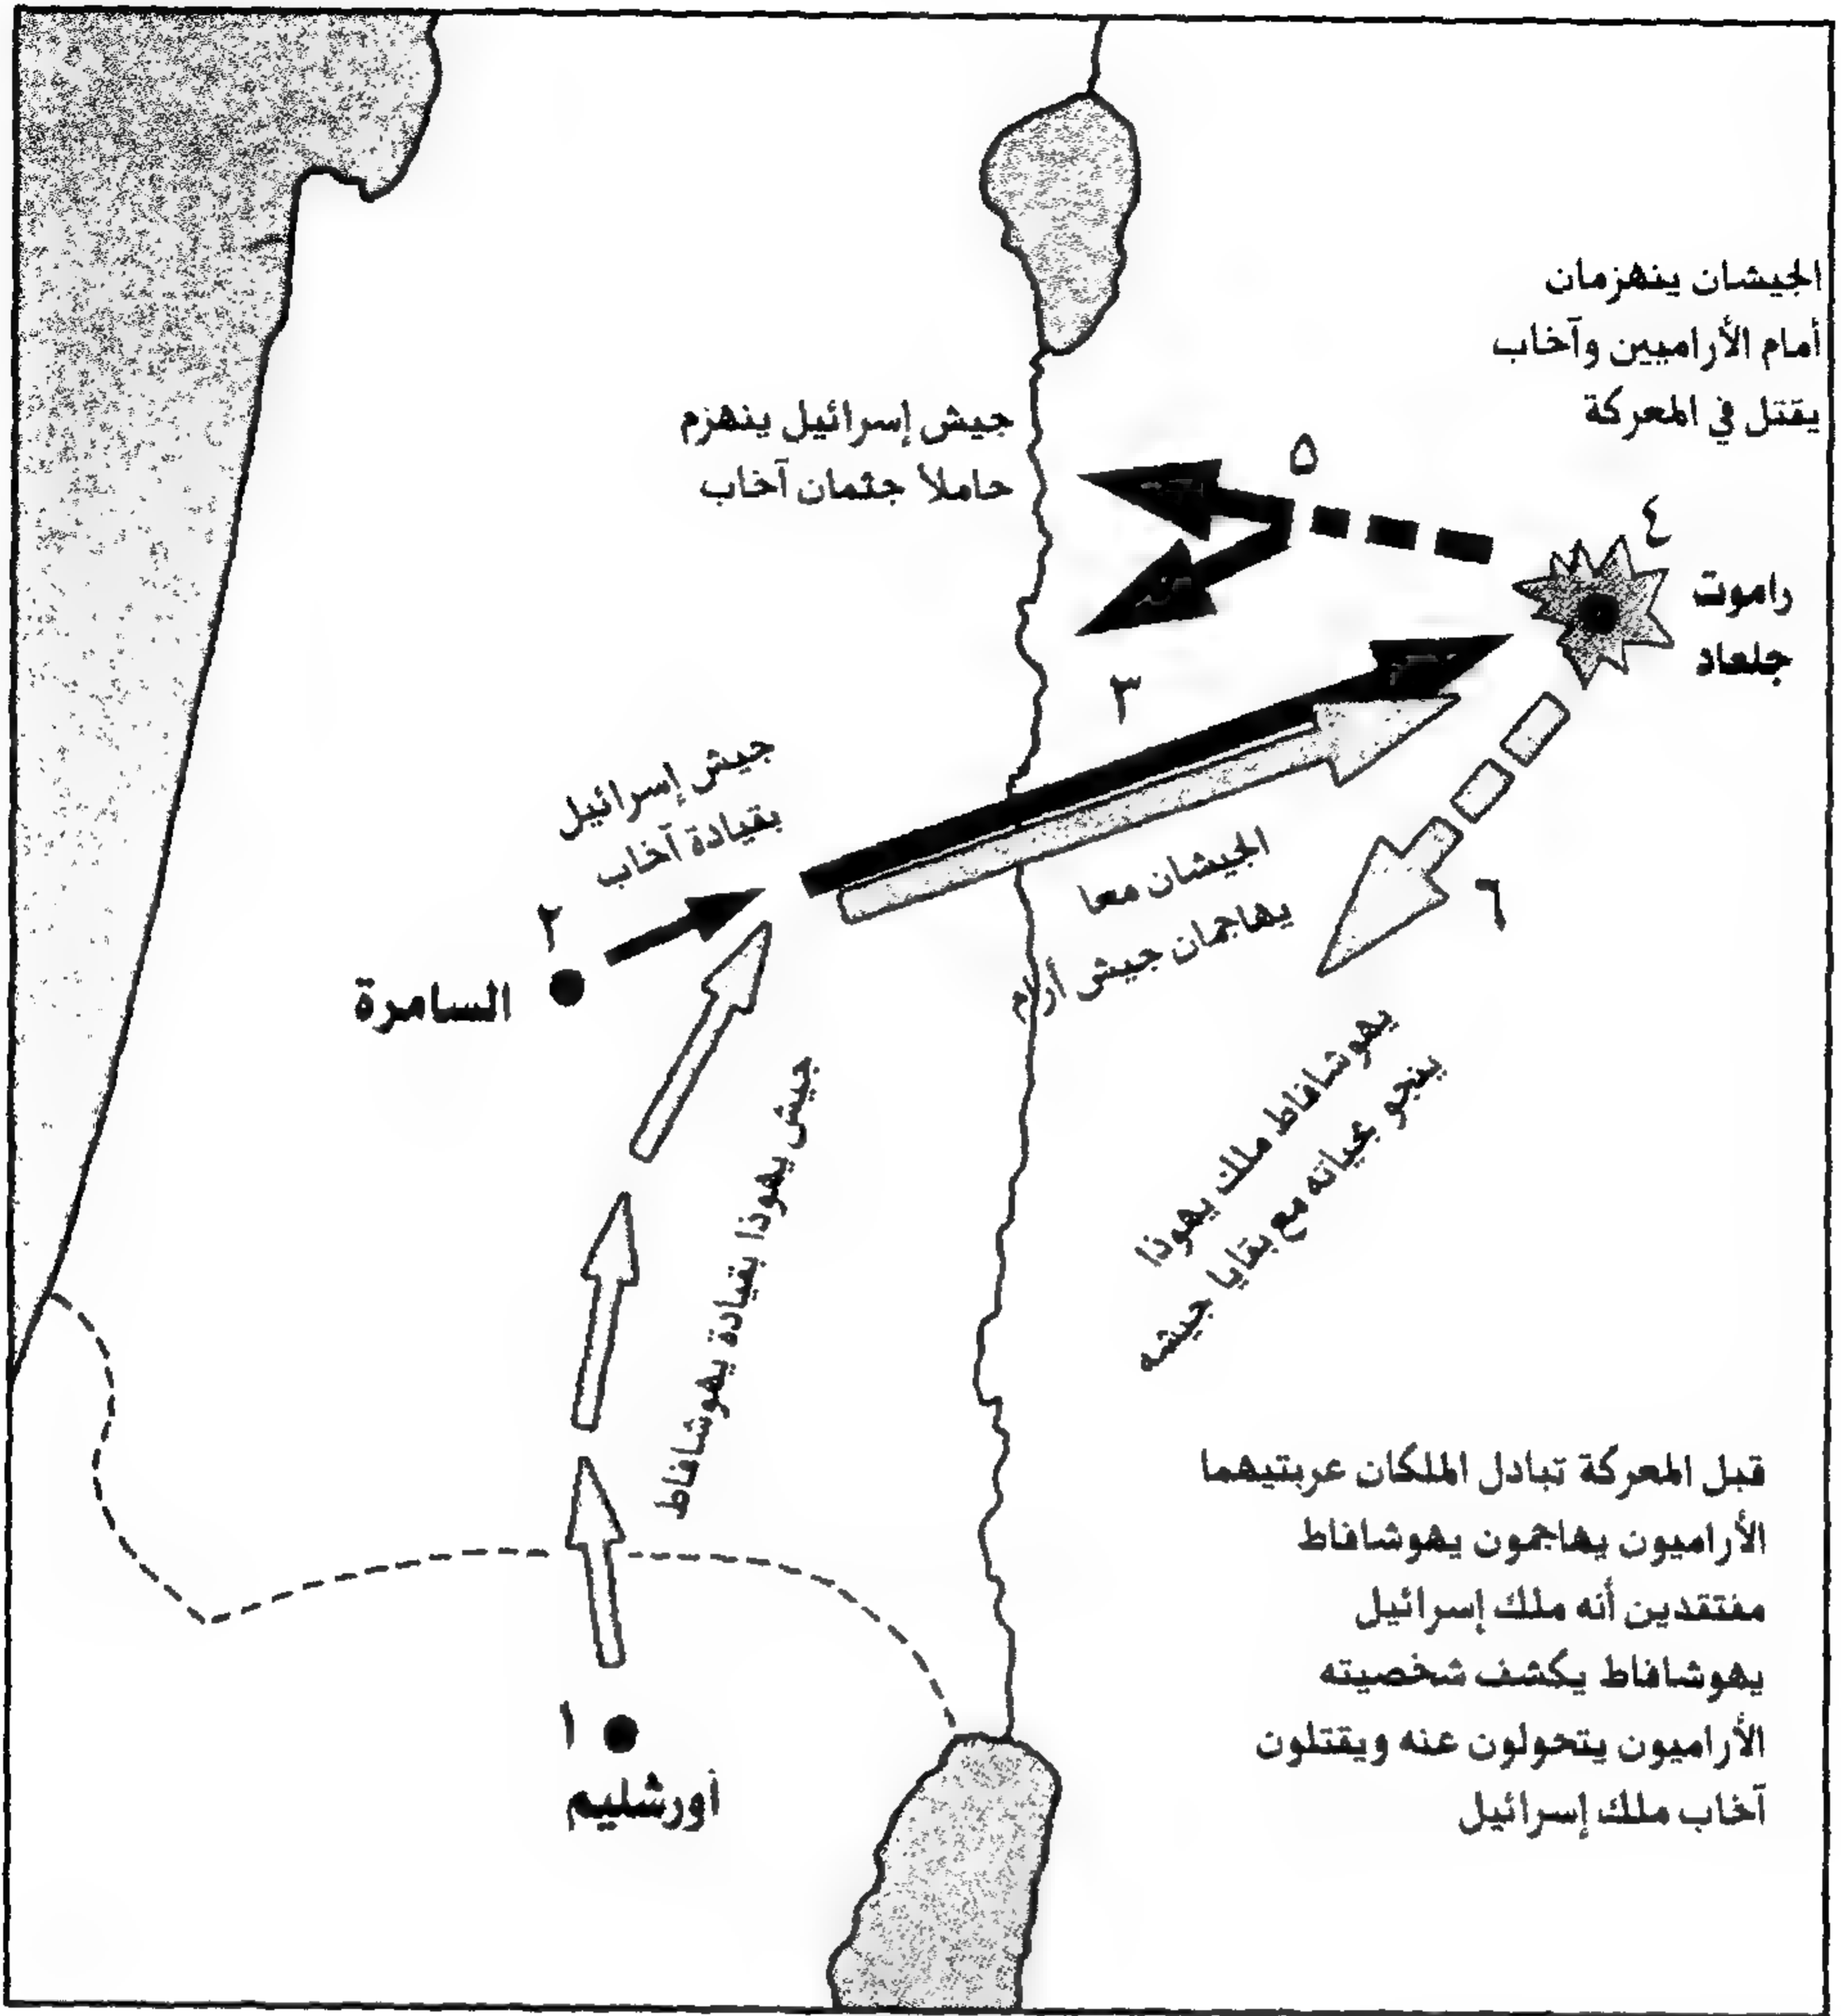 الجيشان ينهزمان
أمام الأراميين وآخاب
يقتل في المعركة
جيش إسرائيل ينهزم
حاملاً جثمان آخاب
٥
٤
راموت
جلعاد
٣
جيش إسرائيل
بقيادة آخاب
٢
السامرة
الجيشان معا
يهاجمان جيش أرام
٦
يهوشافاط ملك يهوذا
ينجو بحياته مع بقايا جيشه
جيش يهوذا بقيادة يهوشافاط
قبل المعركة تبادل الملكان عربتيهما
الأراميون يهاجمون يهوشافاط
مفتقدين أنه ملك إسرائيل
يهوشافاط يكشف شخصيته
الأراميون يتحولون عنه ويقتلون
آخاب ملك إسرائيل
١
أورشليم